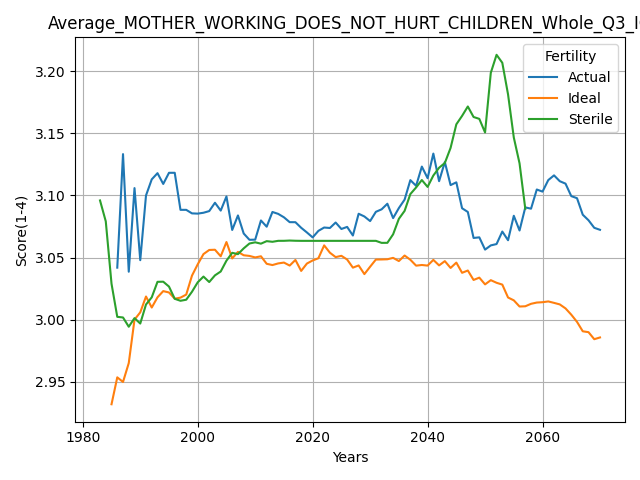 Average_MOTHER_WORKING_DOES_NOT_HURT_CHILDREN_Whole_Q3_I
Fertility
Actual
Ideal
Sterile
3.20
3.15
3.10
3.05
3.00
2.95
Score(1-4)
1980
2000
2020
2040
2060
Years